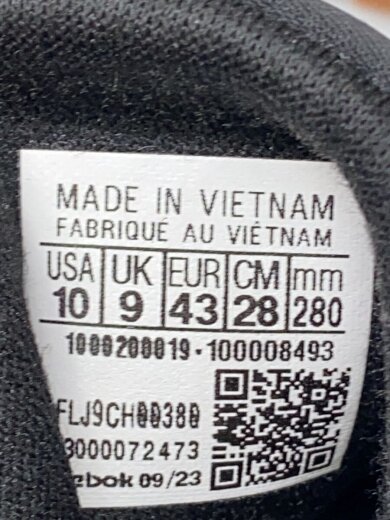 MADE IN VIETNAM
FABRIQUÉ AU VIÊTNAM
USA UK EUR CM mm
10 9 43 28 280
1000200019-100008493
FLJ9CH00380
3000072473
ebok 09/23